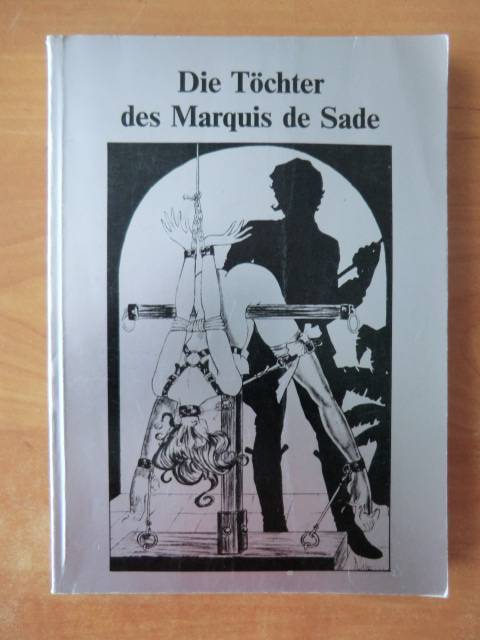 Die Töchter
des Marquis de Sade